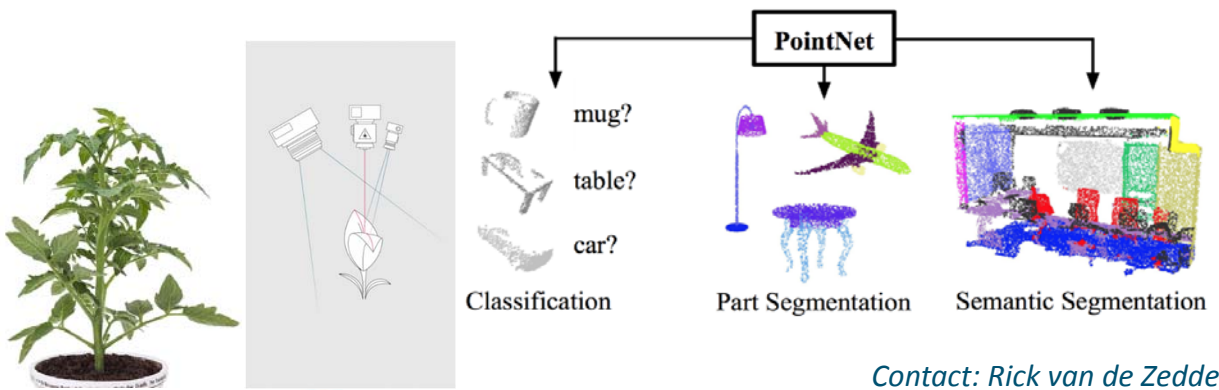 PointNet
mug?
table?
car?
Classification
Part Segmentation
Semantic Segmentation
Contact: Rick van de Zedde